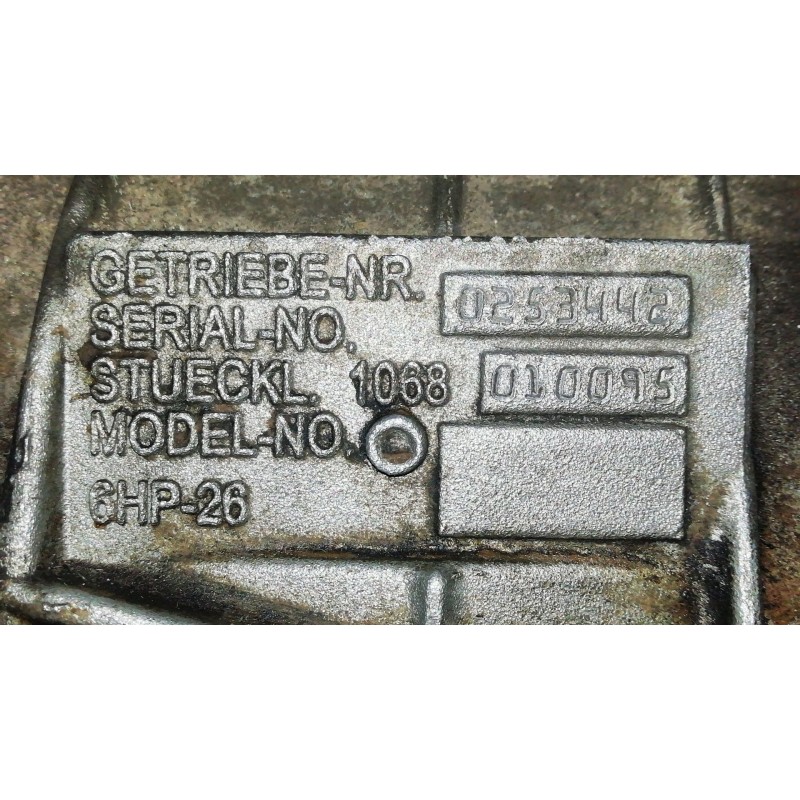 GETRIEBE-NR. 0253442
SERIAL-NO.
STUECKL. 1068 010095
MODEL-NO.
6HP-26